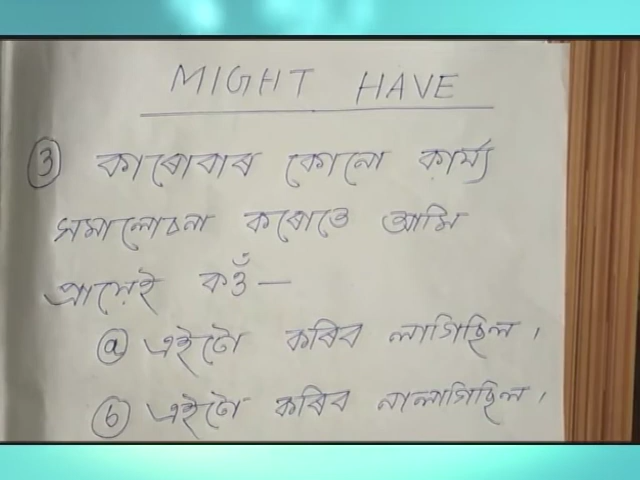 MIGHT HAVE
③ কাৰোবাৰ কোনো কাৰ্য্য
সমালোচনা কৰোতে আমি
প্ৰায়েই কওঁ —
ⓐ এইটো কৰিব লাগিছিল ,
ⓑ এইটো কৰিব নালাগিছিল ,